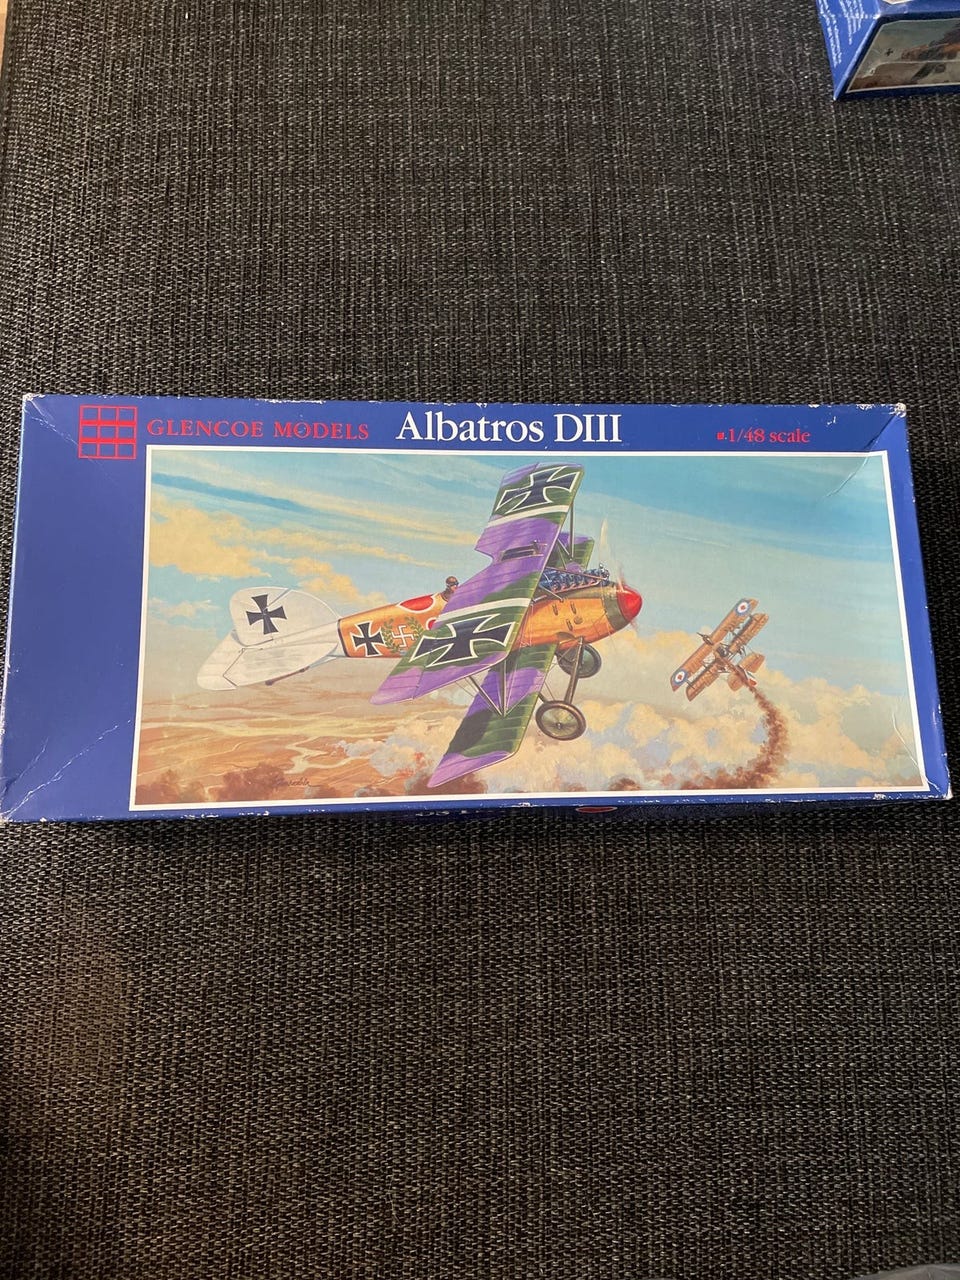 GLENCOE MODELS
Albatros DIII
1/48 scale